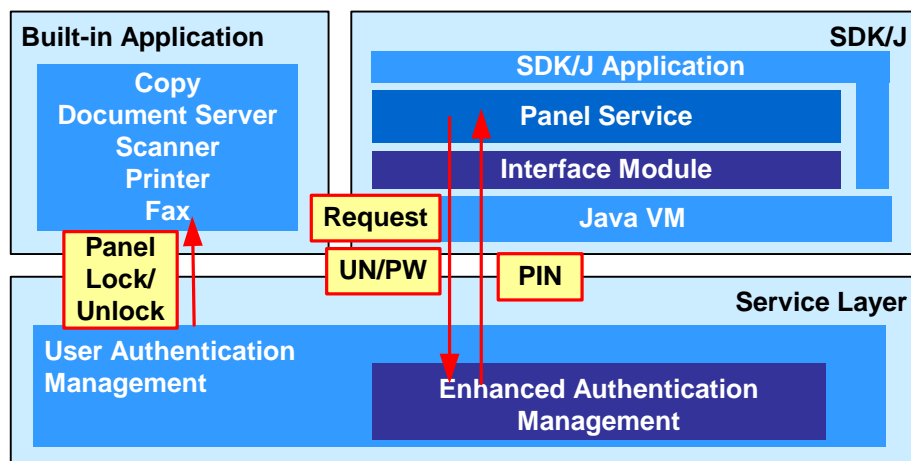 Built-in Application
Copy
Document Server
Scanner
Printer
Fax
SDK/J
SDK/J Application
Panel Service
Interface Module
Java VM
Request
UN/PW
PIN
Panel
Lock/
Unlock
Service Layer
User Authentication
Management
Enhanced Authentication
Management